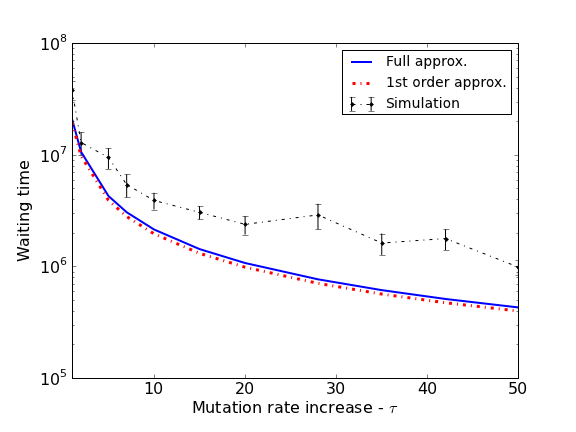 10^8
Full approx.
1st order approx.
Simulation
10^7
Waiting time
10^6
10^5
10 20 30 40 50
Mutation rate increase - τ